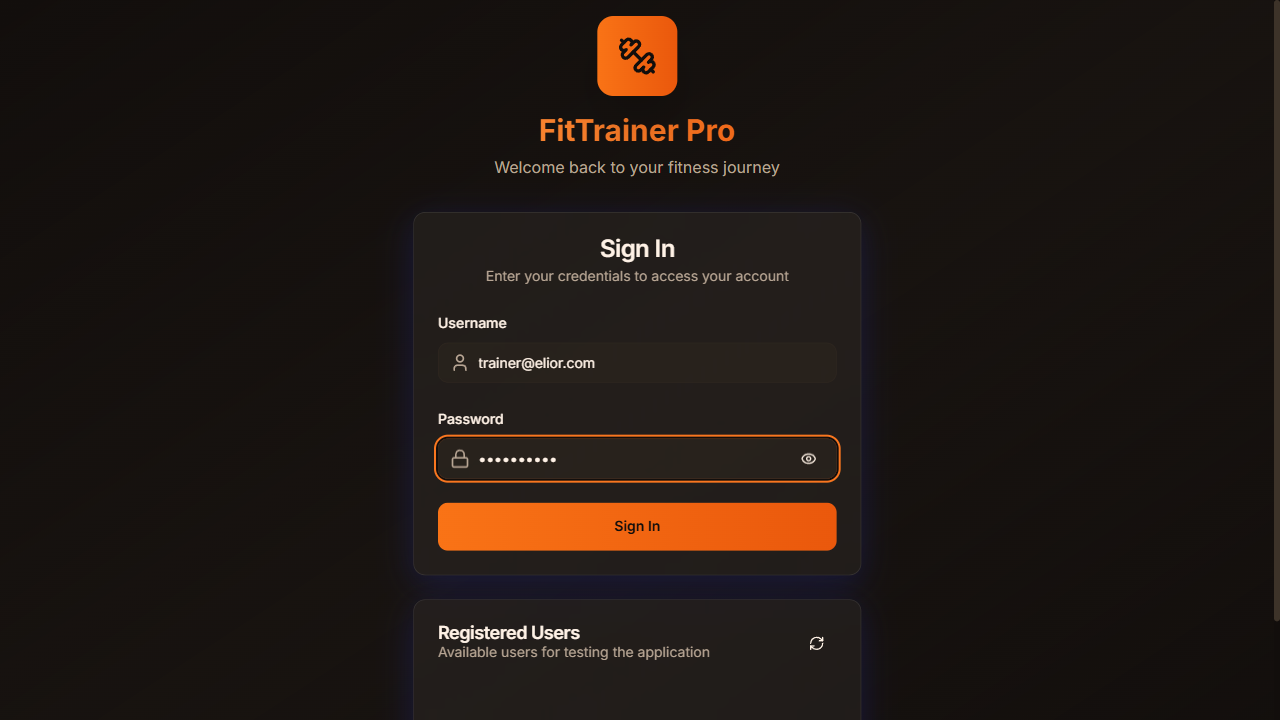 FitTrainer Pro
Welcome back to your fitness journey
Sign In
Enter your credentials to access your account
Username
trainer@elior.com
Password
••••••••••
Sign In
Registered Users
Available users for testing the application